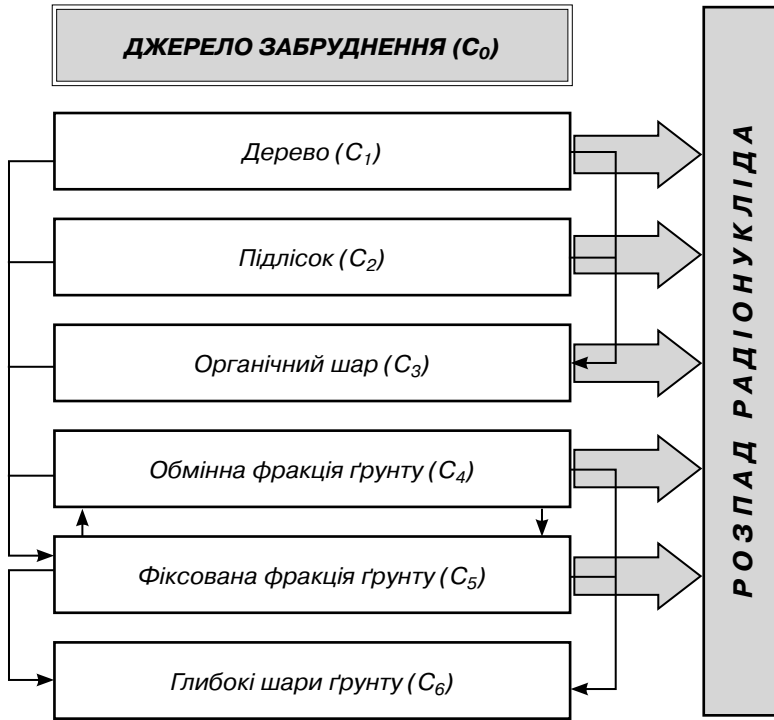 ДЖЕРЕЛО ЗАБРУДНЕННЯ (C0)
Дерево (C1)
Підлісок (C2)
Органічний шар (C3)
Обмінна фракція ґрунту (C4)
Фіксована фракція ґрунту (C5)
Глибокі шари ґрунту (C6)
РОЗПАД РАДІОНУКЛІДА